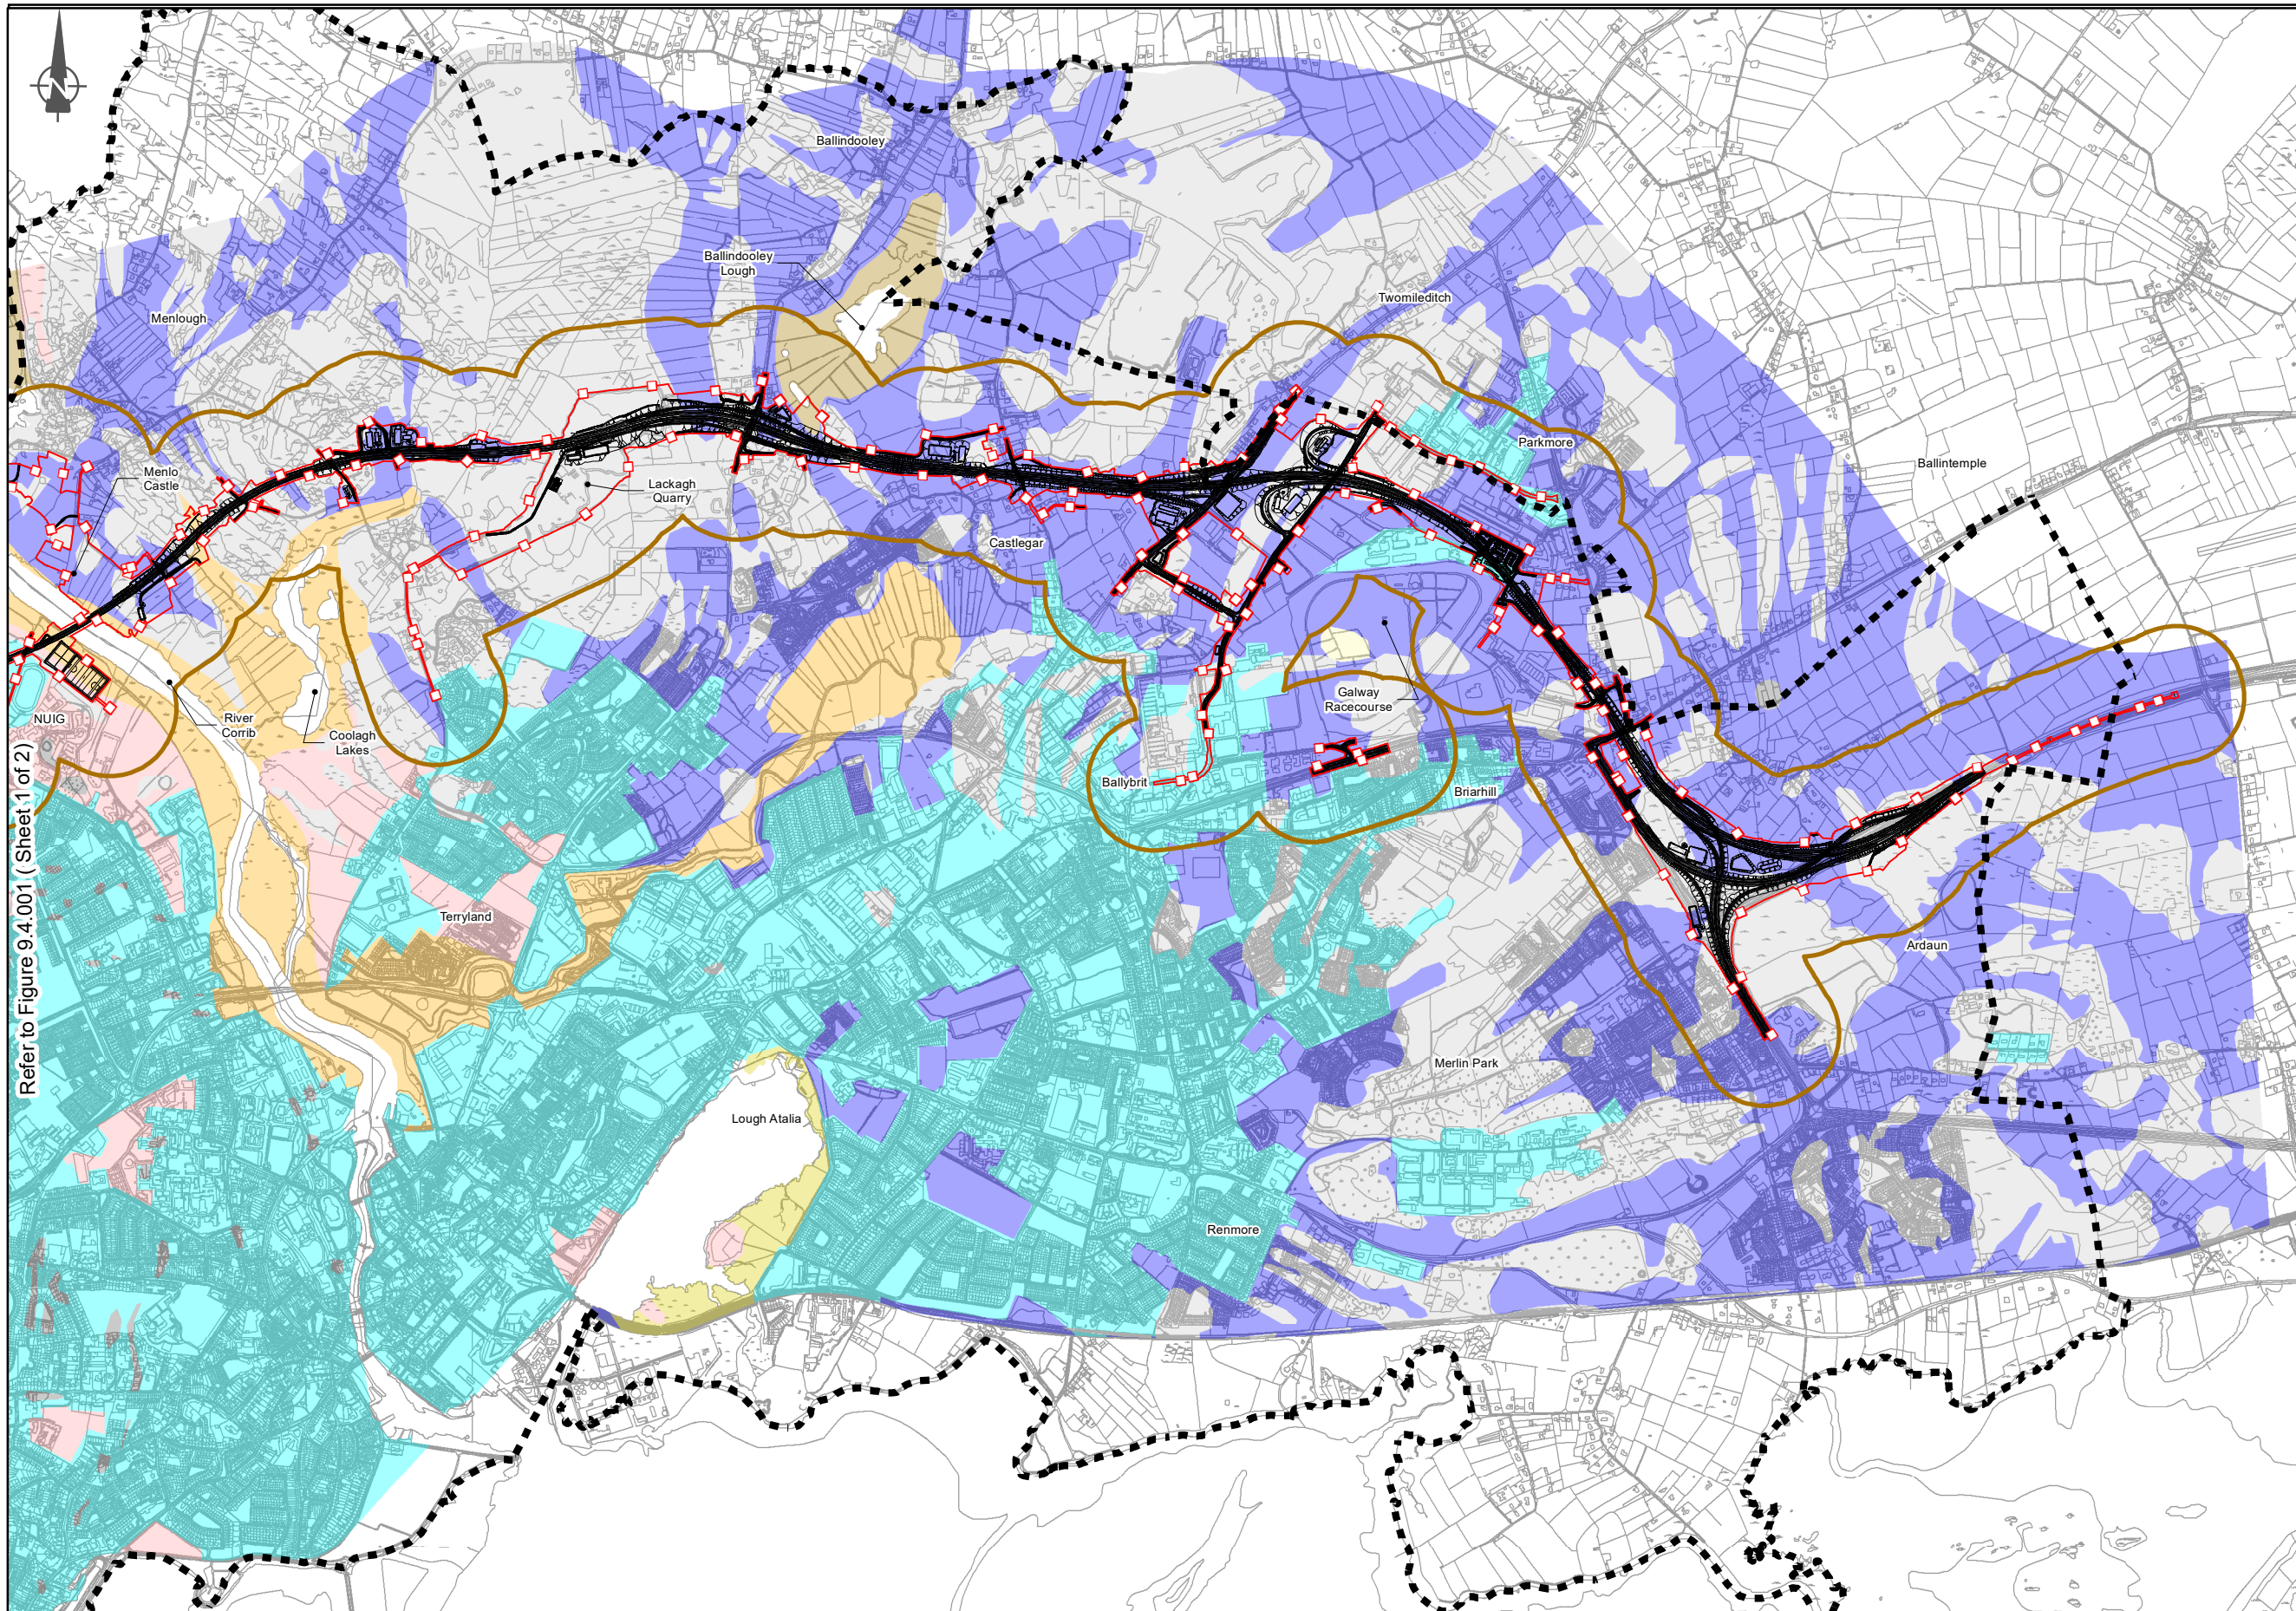 N
Ballindooley
Ballindooley
Lough
Menlough
Twomileditch
Menlo
Castle
Lackagh
Quarry
Parkmore
Ballintemple
Castlegar
NUIG
River
Corrib
Coolagh
Lakes
Galway
Racecourse
Ballybrit
Briarhill
Refer to Figure 9.4.001 ( Sheet 1 of 2)
Terryland
Ardaun
Merlin Park
Lough Atalia
Renmore